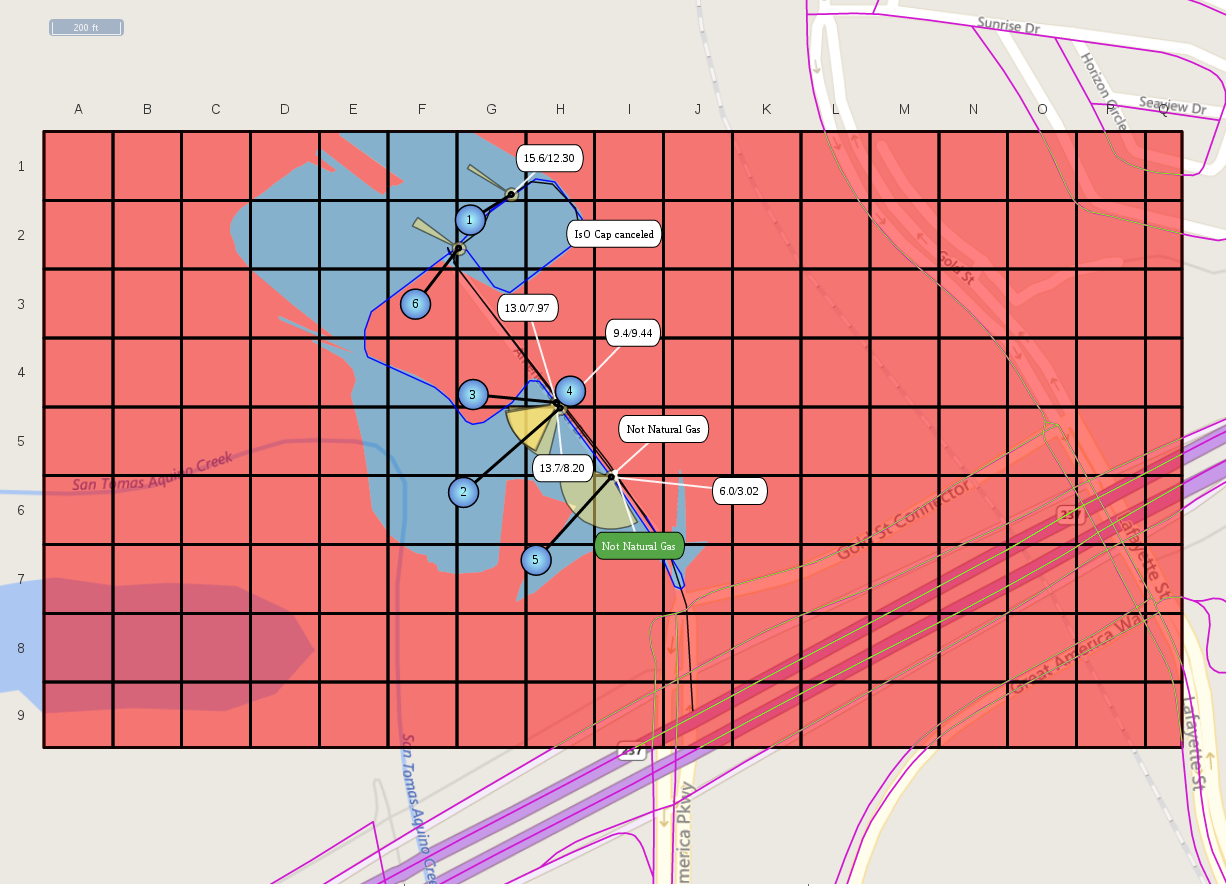 200 ft
Sunrise Dr
Horizon Circle
Seaview Dr
A B C D E F G H I J K L M N O P Q
1
15.6/12.30
1
2
IsO Cap canceled
Gold St
3
6
13.0/7.97
9.4/9.44
4
3
4
5
Not Natural Gas
San Tomas Aquino Creek
13.7/8.20
2
6.0/3.02
6
237
Gold St Connector
Lafayette St
5
Not Natural Gas
7
8
Great America Way
9
237
San Tomas Aquino Creek
Lafayette St
merica Pkwy